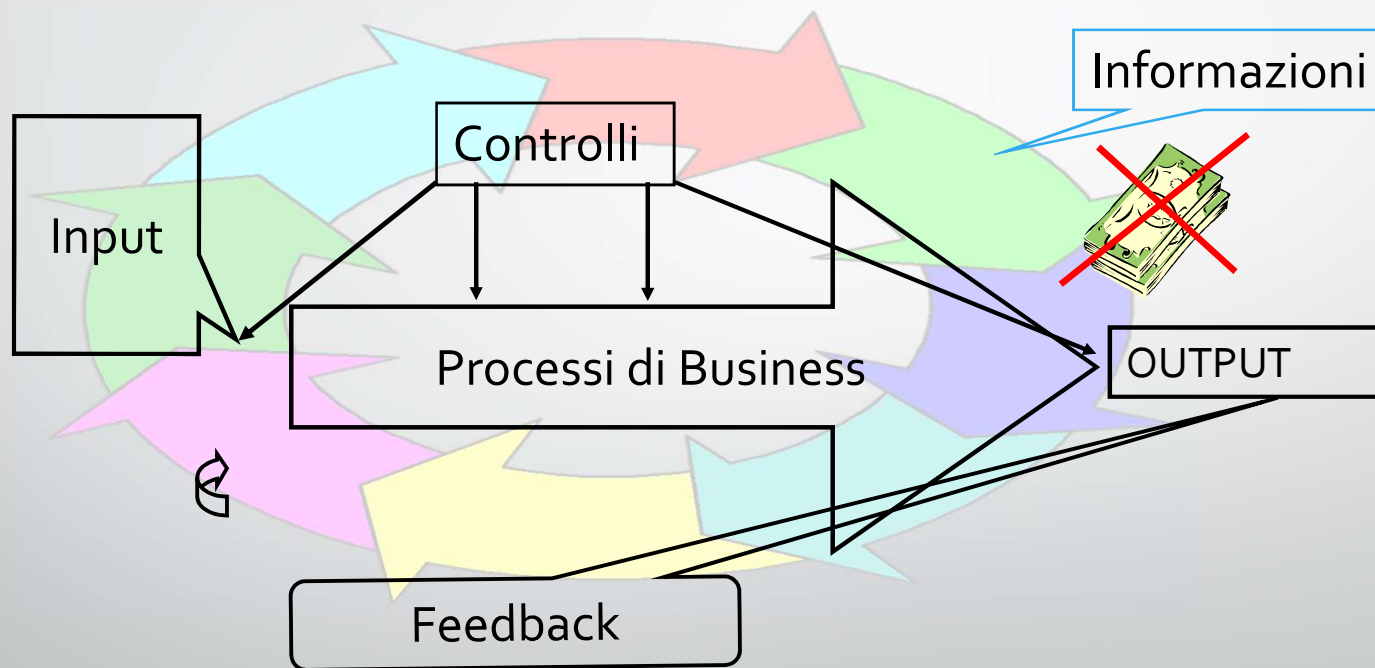 Informazioni
Controlli
Input
Processi di Business
OUTPUT
Feedback